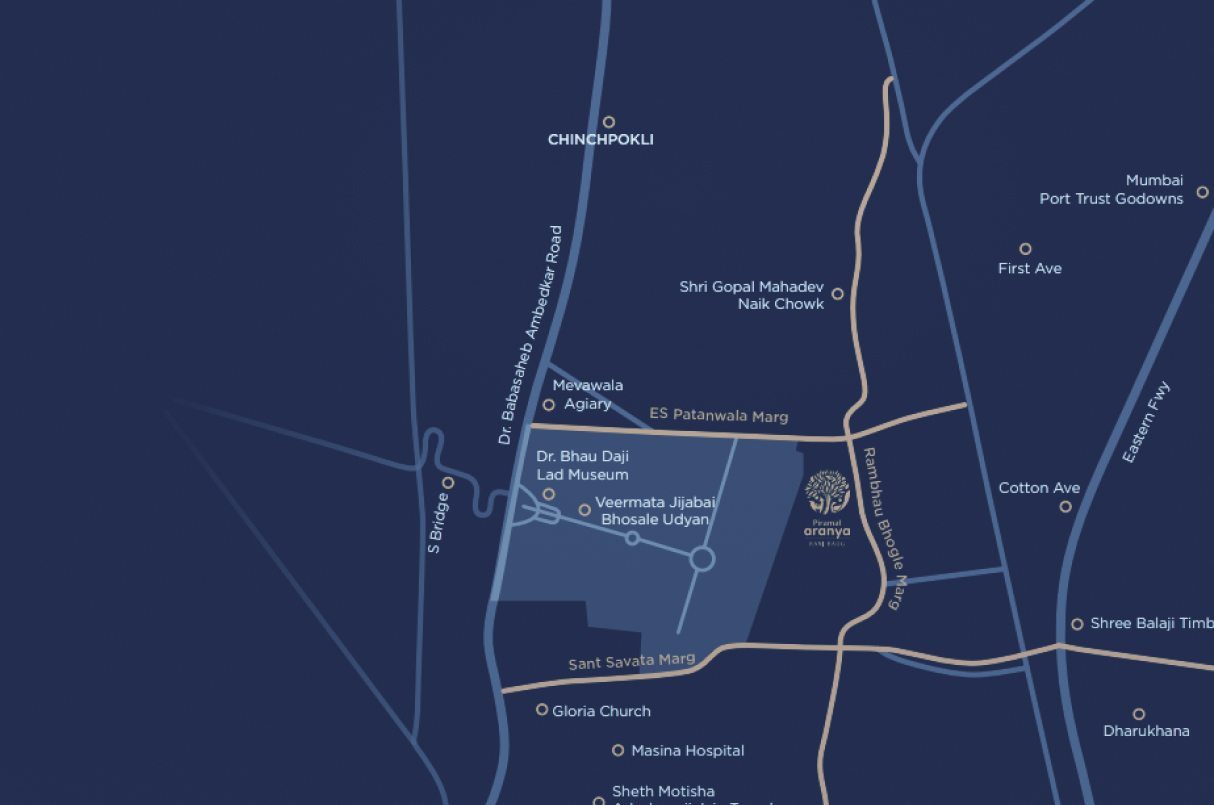 CHINCHPOKLI
Mumbai
Port Trust Godowns
First Ave
Dr. Babasaheb Ambedkar Road
Shri Gopal Mahadev
Naik Chowk
Mevawala
Agiary
ES Patanwala Marg
Eastern Fwy
Dr. Bhau Daji
Lad Museum
Veermata Jijabai
Bhosale Udyan
S Bridge
Piramal
aranya
Rambhau Bhogle Marg
Cotton Ave
Shree Balaji Timb
Sant Savata Marg
Gloria Church
Masina Hospital
Dharukhana
Sheth Motisha